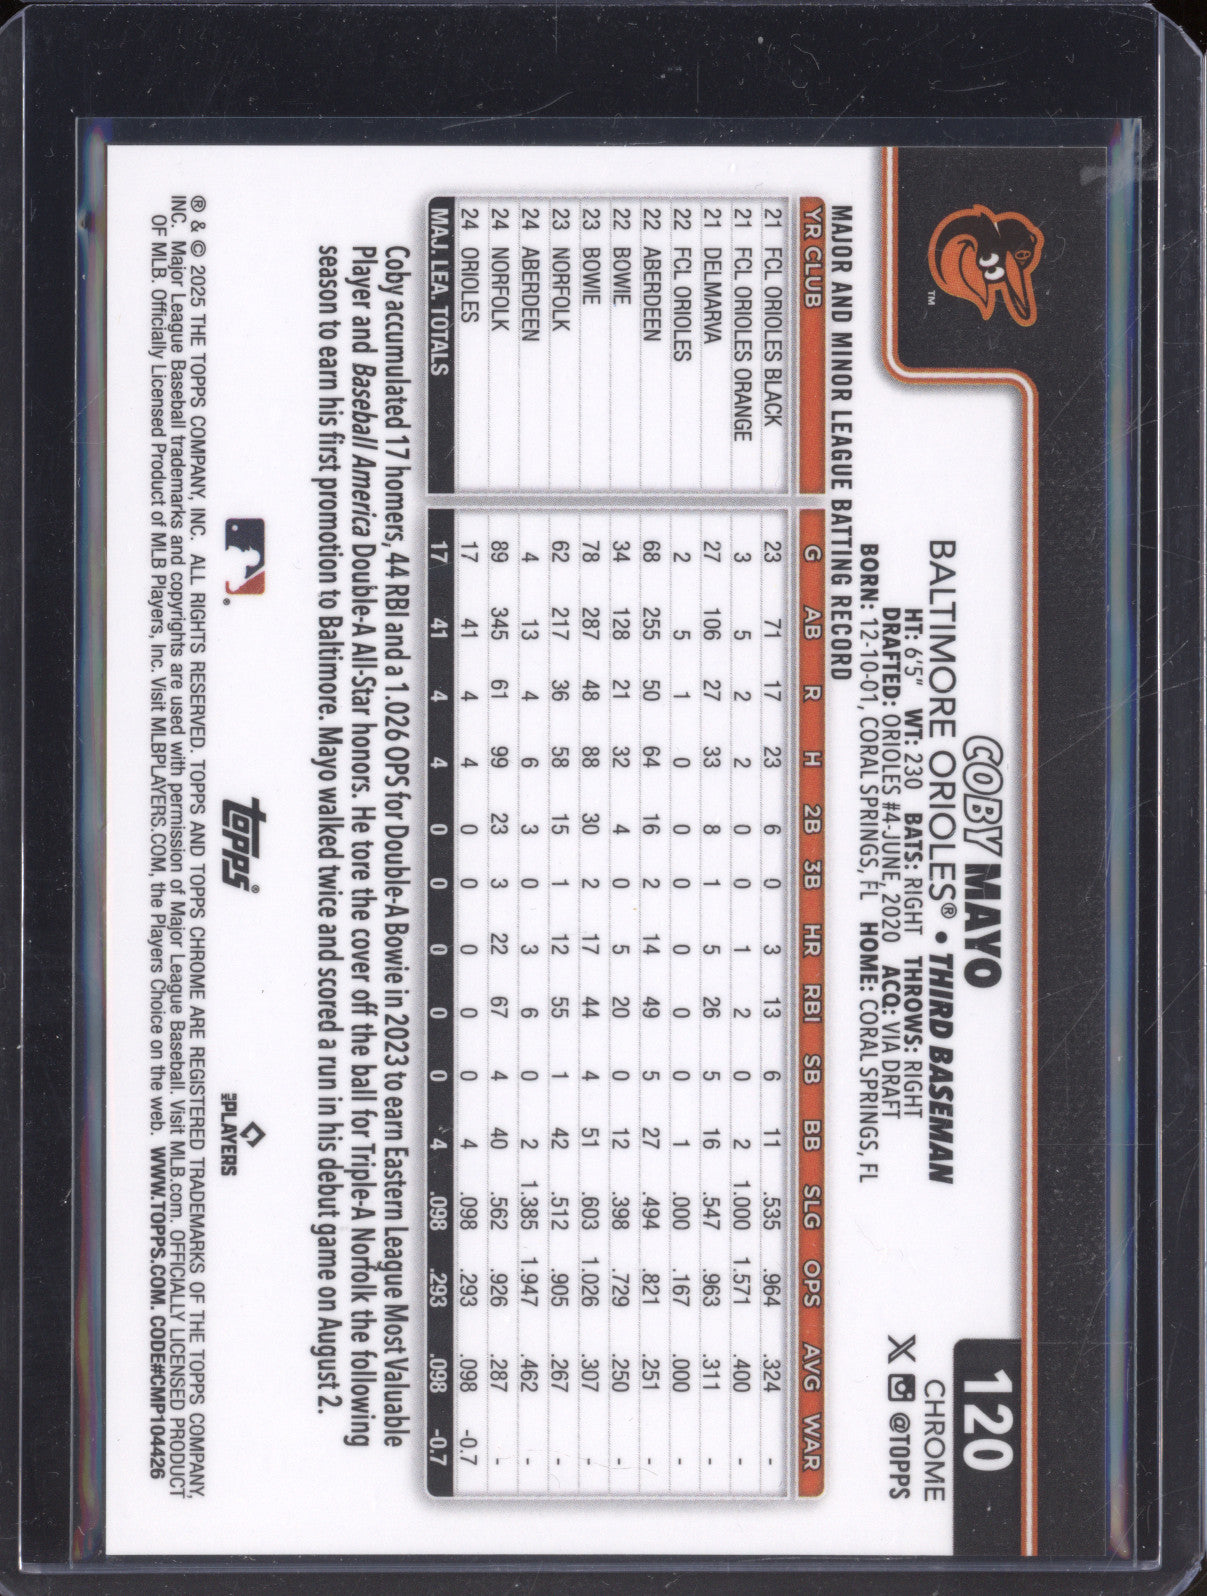 120
CHROME
@TOPPS
COBY MAYO
BALTIMORE ORIOLES® • THIRD BASEMAN
HT: 6'5" WT: 230 BATS: RIGHT THROWS: RIGHT
DRAFTED: ORIOLES #4-JUNE, 2020 ACQ: VIA DRAFT
BORN: 12-10-01, CORAL SPRINGS, FL HOME: CORAL SPRINGS, FL
TM
MAJOR AND MINOR LEAGUE BATTING RECORD
YR CLUB G AB R H 2B 3B HR RBI SB BB SLG OPS AVG WAR
21 FCL ORIOLES BLACK 23 71 17 23 6 0 3 13 6 11 .535 .964 .324 -
21 FCL ORIOLES ORANGE 3 5 2 2 0 0 1 2 0 2 1.000 1.571 .400 -
21 DELMARVA 27 106 27 33 8 1 5 26 5 16 .547 .963 .311 -
22 FCL ORIOLES 2 5 1 0 0 0 0 0 0 1 .000 .167 .000 -
22 ABERDEEN 68 255 50 64 16 2 14 49 5 27 .494 .821 .251 -
22 BOWIE 34 128 21 32 4 0 5 20 0 12 .398 .729 .250 -
23 BOWIE 78 287 48 88 30 2 17 44 4 51 .603 1.026 .307 -
23 NORFOLK 62 217 36 58 15 1 12 55 1 42 .512 .905 .267 -
24 ABERDEEN 4 13 4 6 3 0 3 6 0 2 1.385 1.947 .462 -
24 NORFOLK 89 345 61 99 23 3 22 67 4 40 .562 .926 .287 -
24 ORIOLES 17 41 4 4 0 0 0 0 0 4 .098 .293 .098 -0.7
MAJ. LEA. TOTALS 17 41 4 4 0 0 0 0 0 4 .098 .293 .098 -0.7
Coby accumulated 17 homers, 44 RBI and a 1.026 OPS for Double-A Bowie in 2023 to earn Eastern League Most Valuable
Player and Baseball America Double-A All-Star honors. He tore the cover off the ball for Triple-A Norfolk the following
season to earn his first promotion to Baltimore. Mayo walked twice and scored a run in his debut game on August 2.
topps®
MLB PLAYERS
® & © 2025 THE TOPPS COMPANY, INC. ALL RIGHTS RESERVED. TOPPS AND TOPPS CHROME ARE REGISTERED TRADEMARKS OF THE TOPPS COMPANY,
INC. Major League Baseball trademarks and copyrights are used with permission of Major League Baseball. Visit MLB.com. OFFICIALLY LICENSED PRODUCT
OF MLB. Officially Licensed Product of MLB Players, Inc. Visit MLBPLAYERS.COM, the Players Choice on the web. WWW.TOPPS.COM. CODE#CMP104426